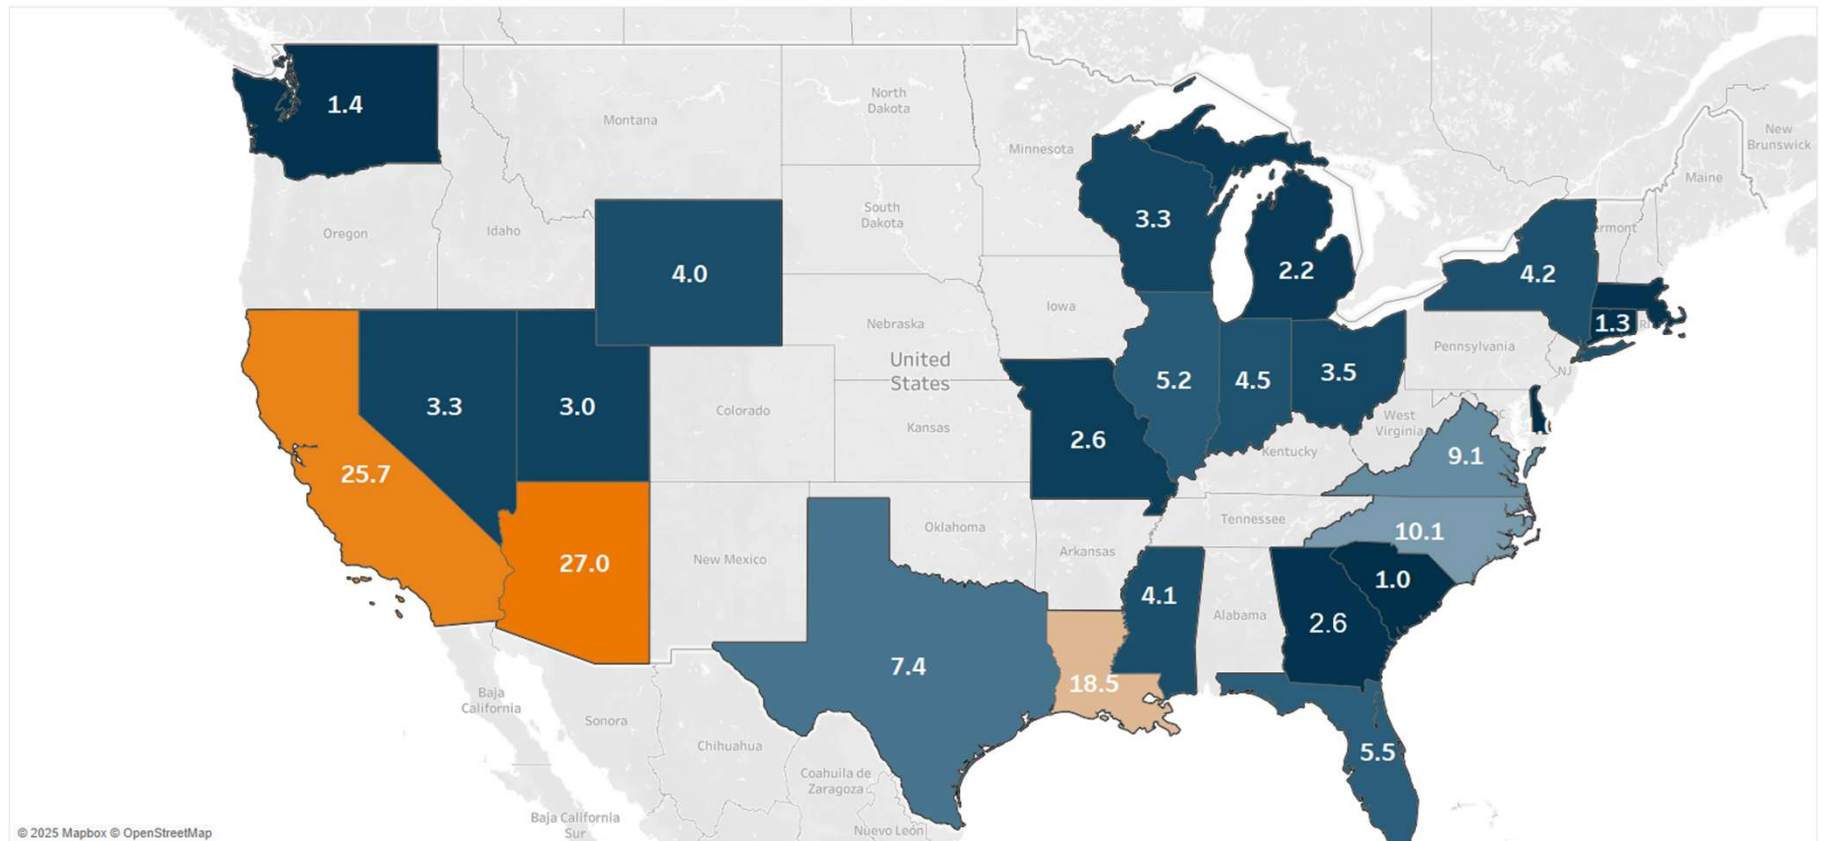 North
Dakota
1.4
Montana
New
Brunswick
Minnesota
Maine
South
Dakota
3.3
Oregon
Idaho
ermont
4.0
2.2
4.2
Iowa
Nebraska
1.3
RI
United
States
Pennsylvania
NJ
5.2
4.5
3.5
3.3
3.0
Colorado
Kansas
West
Virginia
2.6
Kentucky
9.1
25.7
Oklahoma
Tennessee
10.1
New Mexico
27.0
Arkansas
4.1
1.0
Alabama
2.6
7.4
18.5
Baja
California
Sonora
Chihuahua
5.5
Coahuila de
Zaragoza
Baja California
Sur
Nuevo León
© 2025 Mapbox © OpenStreetMap